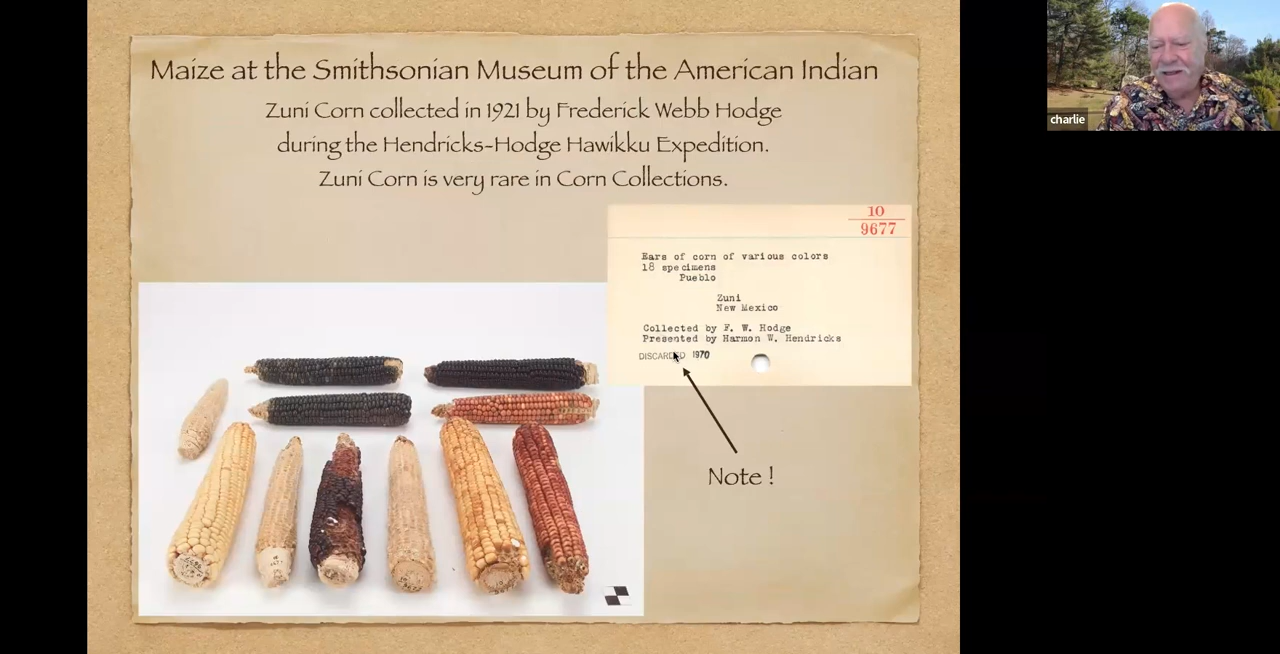 Maize at the Smithsonian Museum of the American Indian
Zuni Corn collected in 1921 by Frederick Webb Hodge
during the Hendricks-Hodge Hawikku Expedition.
Zuni Corn is very rare in Corn Collections.
10
9677
Ears of corn of various colors
18 specimens
Pueblo
Zuni
New Mexico
Collected by F. W. Hodge
Presented by Harmon W. Hendricks
DISCARDED 1970
Note !
charlie